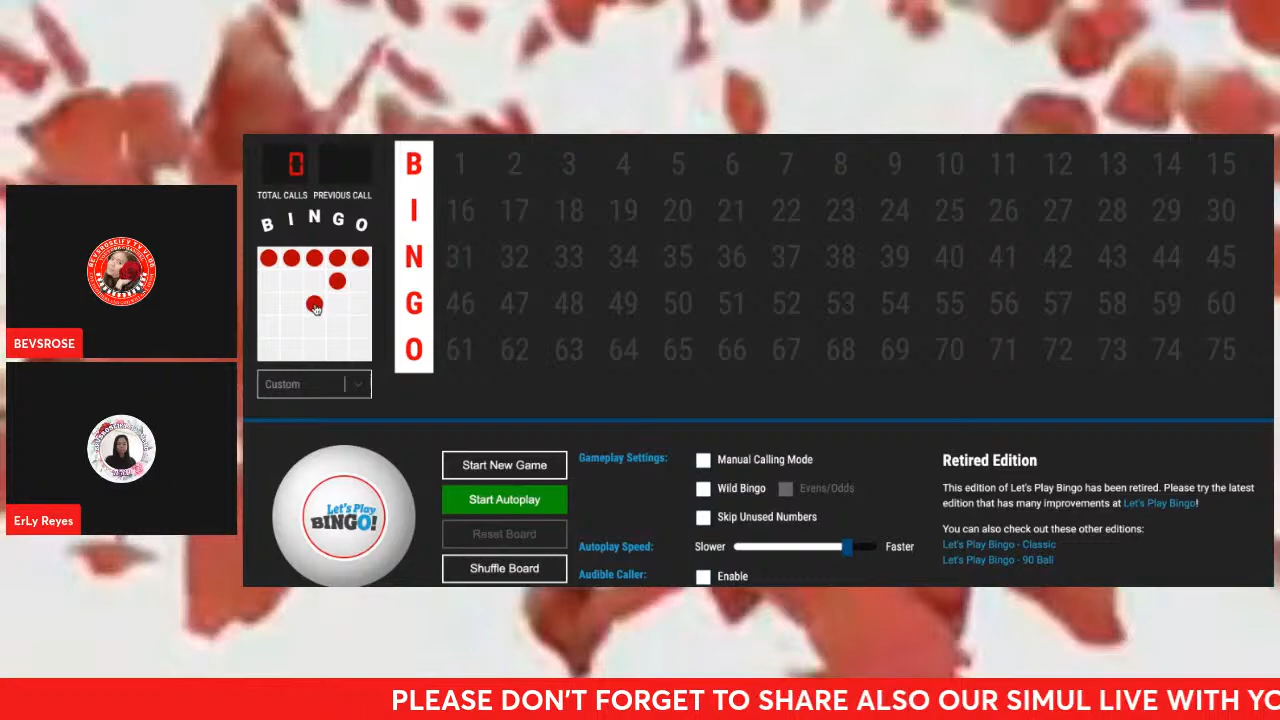 0
TOTAL CALLS PREVIOUS CALL
B I N G O
Custom
B 1 2 3 4 5 6 7 8 9 10 11 12 13 14 15
I 16 17 18 19 20 21 22 23 24 25 26 27 28 29 30
N 31 32 33 34 35 36 37 38 39 40 41 42 43 44 45
G 46 47 48 49 50 51 52 53 54 55 56 57 58 59 60
O 61 62 63 64 65 66 67 68 69 70 71 72 73 74 75
BEVSROSE
ErLy Reyes
Let's Play
BINGO!
Start New Game
Start Autoplay
Reset Board
Shuffle Board
Gameplay Settings:
Manual Calling Mode
Wild Bingo
Evens/Odds
Skip Unused Numbers
Autoplay Speed:
Slower
Faster
Audible Caller:
Enable
Retired Edition
This edition of Let's Play Bingo has been retired. Please try the latest
edition that has many improvements at Let's Play Bingo!
You can also check out these other editions:
Let's Play Bingo - Classic
Let's Play Bingo - 90 Ball
PLEASE DON'T FORGET TO SHARE ALSO OUR SIMUL LIVE WITH YO